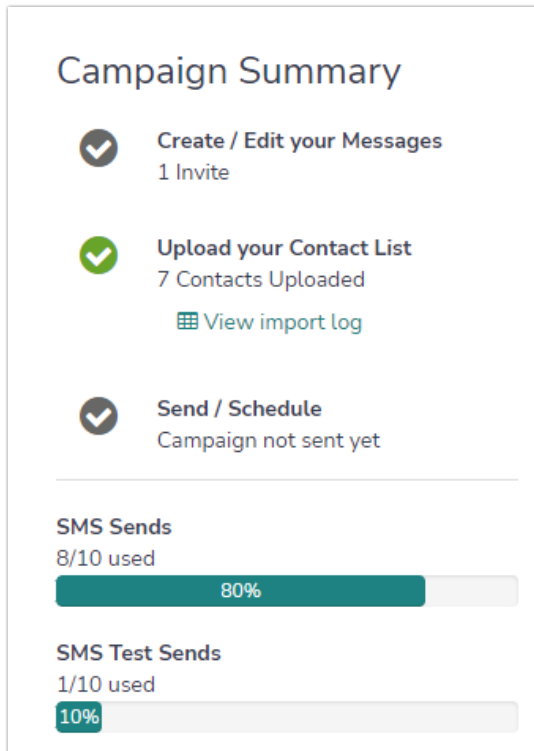 Campaign Summary
Create / Edit your Messages
1 Invite
Upload your Contact List
7 Contacts Uploaded
View import log
Send / Schedule
Campaign not sent yet
SMS Sends
8/10 used
80%
SMS Test Sends
1/10 used
10%